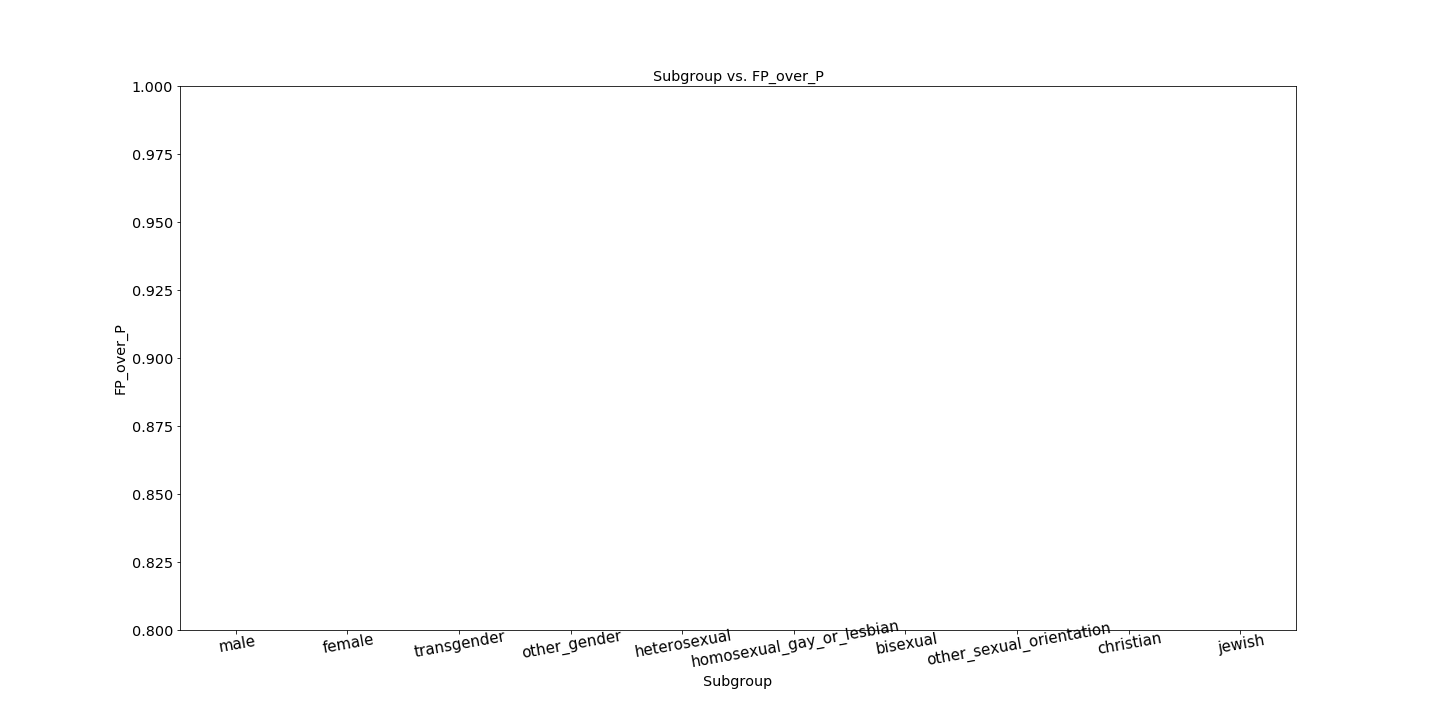 Subgroup vs. FP_over_P
1.000
0.975
0.950
0.925
0.900
0.875
0.850
0.825
0.800
FP_over_P
male
female
transgender
other_gender
heterosexual
homosexual_gay_or_lesbian
bisexual
other_sexual_orientation
christian
jewish
Subgroup